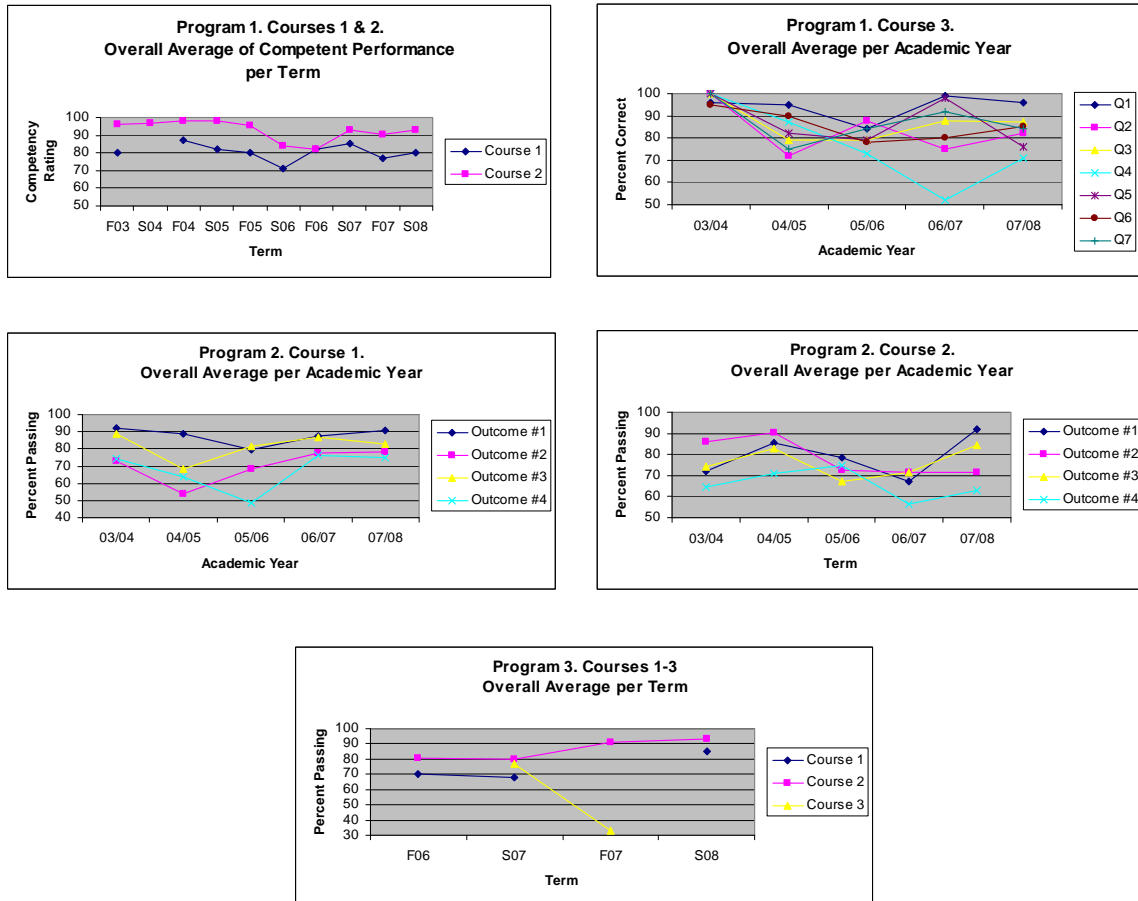 Program 1. Courses 1 & 2.
Overall Average of Competent Performance
per Term
100
90
80
70
60
50
Competency
Rating
F03 S04 F04 S05 F05 S06 F06 S07 F07 S08
Term
Course 1
Course 2
Program 1. Course 3.
Overall Average per Academic Year
100
90
80
70
60
50
Percent Correct
03/04 04/05 05/06 06/07 07/08
Academic Year
Q1
Q2
Q3
Q4
Q5
Q6
Q7
Program 2. Course 1.
Overall Average per Academic Year
100
90
80
70
60
50
40
Percent Passing
03/04 04/05 05/06 06/07 07/08
Academic Year
Outcome #1
Outcome #2
Outcome #3
Outcome #4
Program 2. Course 2.
Overall Average per Academic Year
100
90
80
70
60
50
Percent Passing
03/04 04/05 05/06 06/07 07/08
Term
Outcome #1
Outcome #2
Outcome #3
Outcome #4
Program 3. Courses 1-3
Overall Average per Term
100
90
80
70
60
50
40
30
Percent Passing
F06 S07 F07 S08
Term
Course 1
Course 2
Course 3